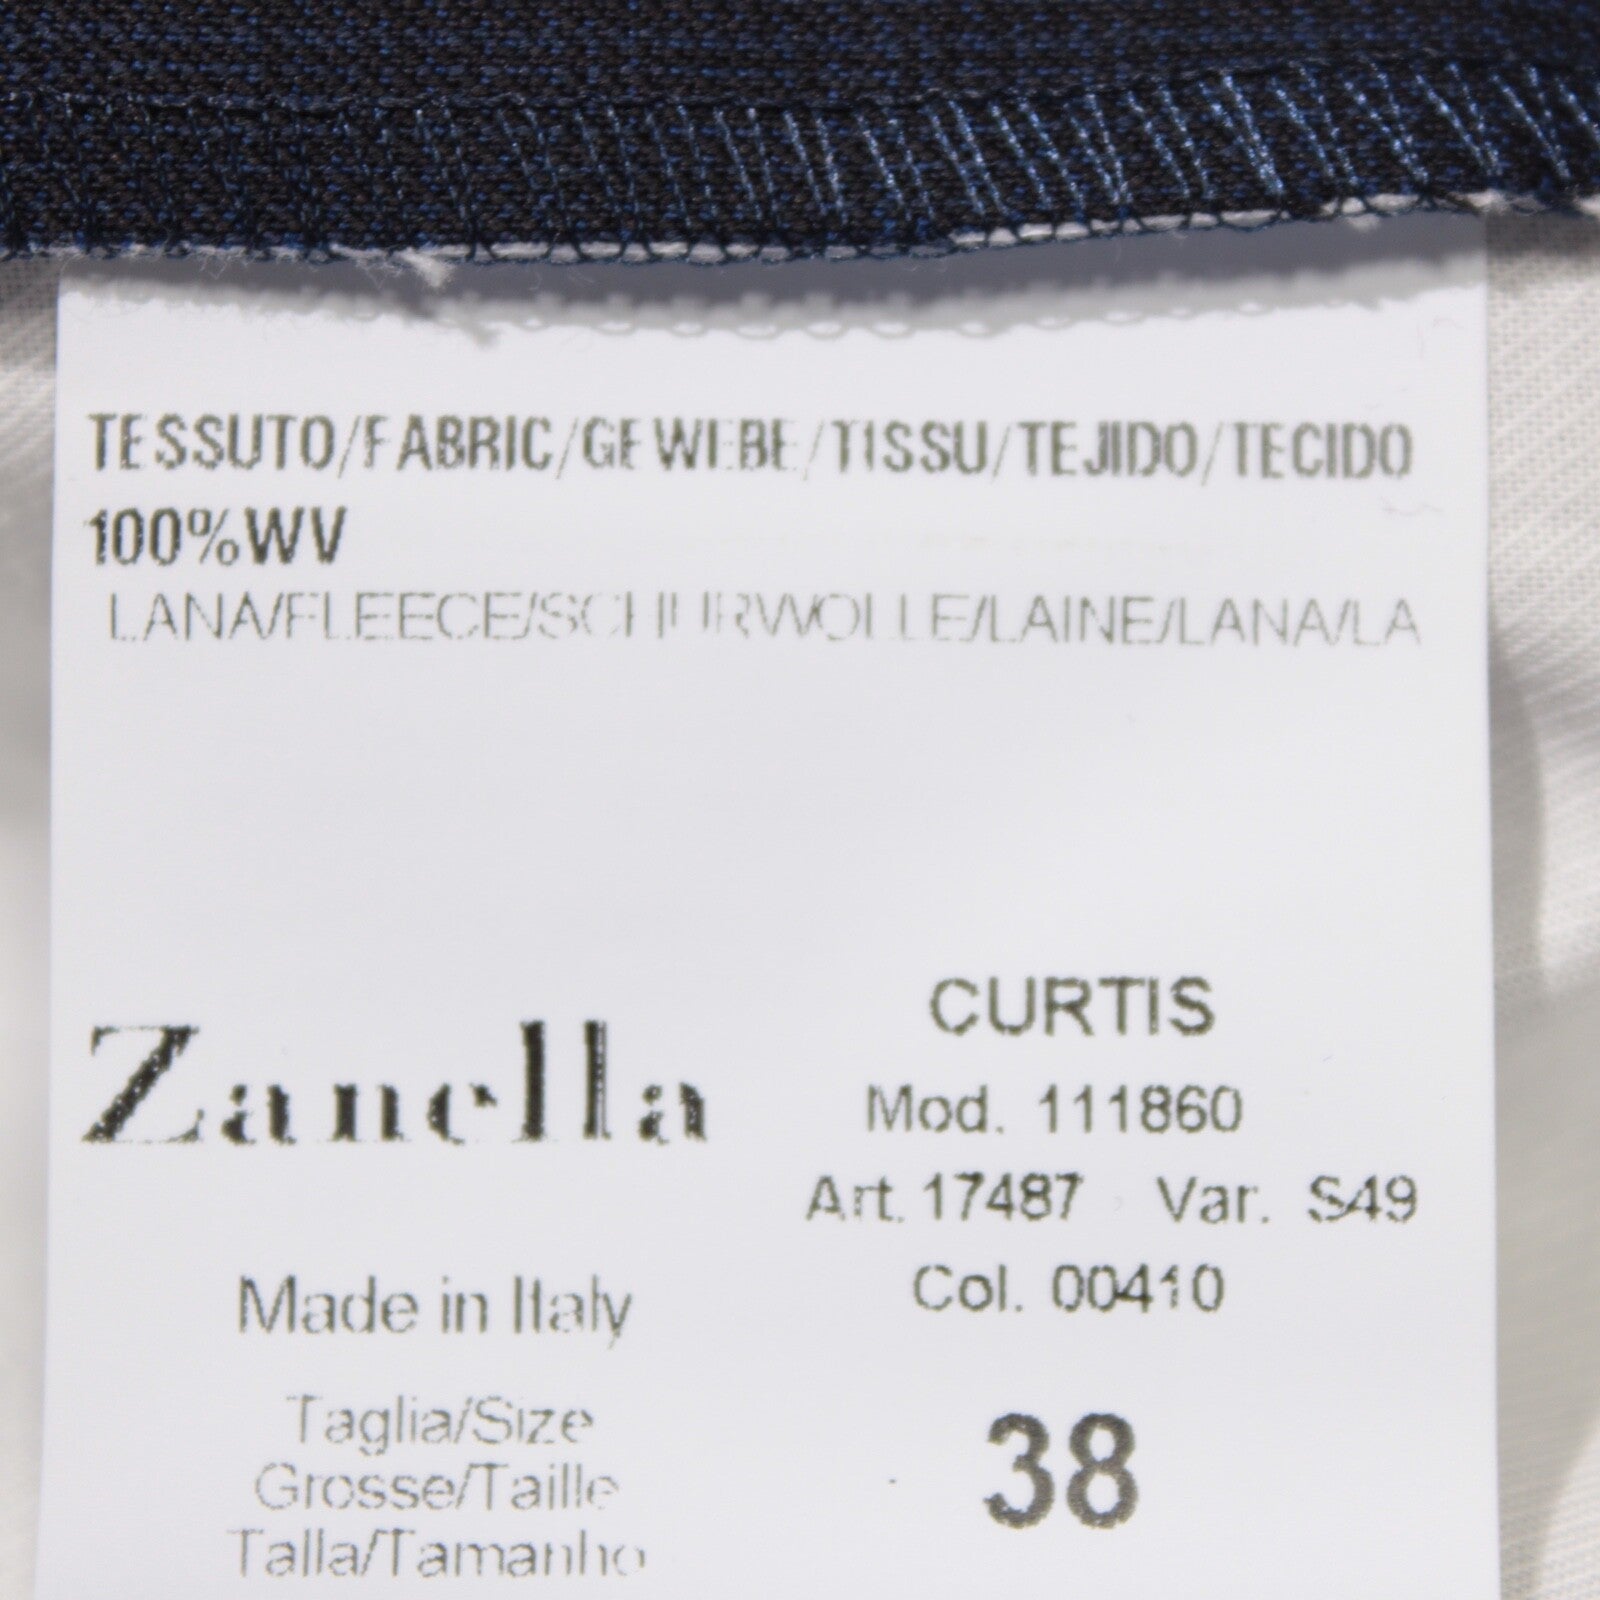 TESSUTO/FABRIC/GEWEBE/TISSU/TEJIDO/TECIDO
100%WV
LANA/FLEECE/SCHURWOLLE/LAINE/LANA/LA
Zanella
CURTIS
Mod. 111860
Art. 17487 Var. S49
Col. 00410
Made in Italy
Taglia/Size
Grosse/Taille
Talla/Tamanho
38